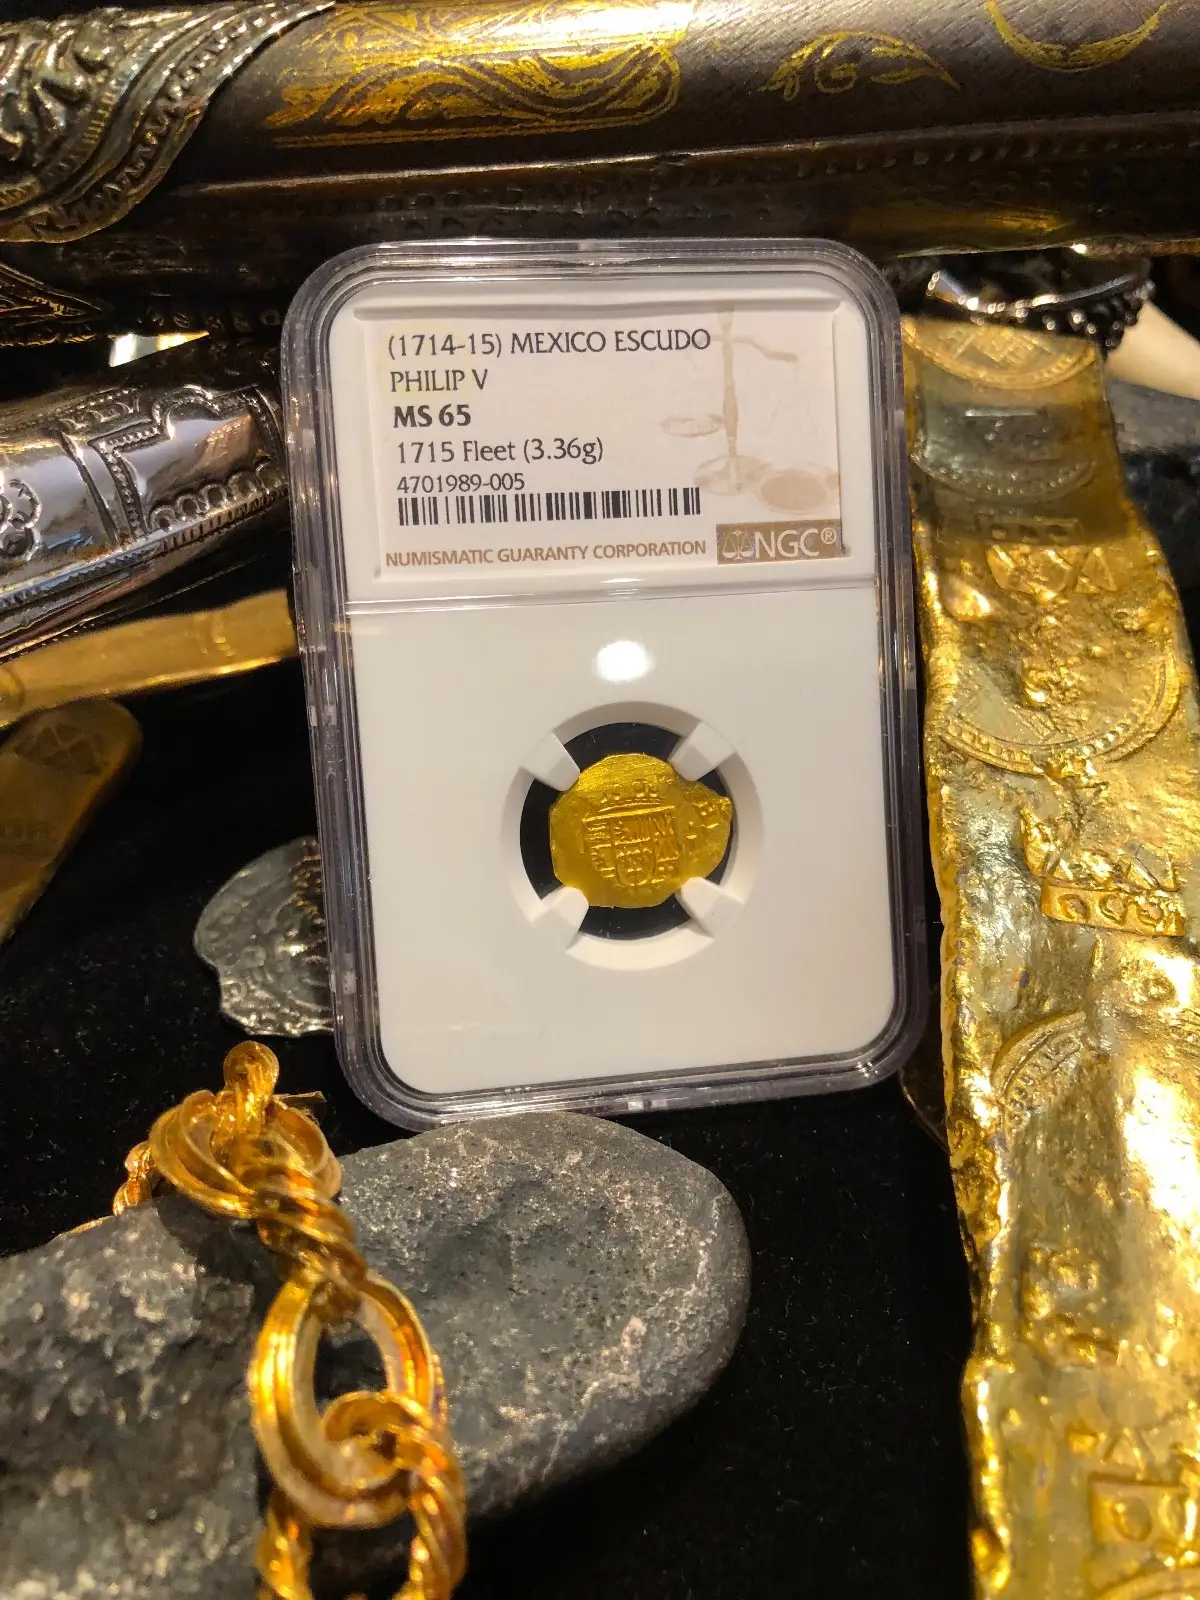 (1714-15) MEXICO ESCUDO
PHILIP V
MS 65
1715 Fleet (3.36g)
4701989-005
NUMISMATIC GUARANTY CORPORATION NGC®